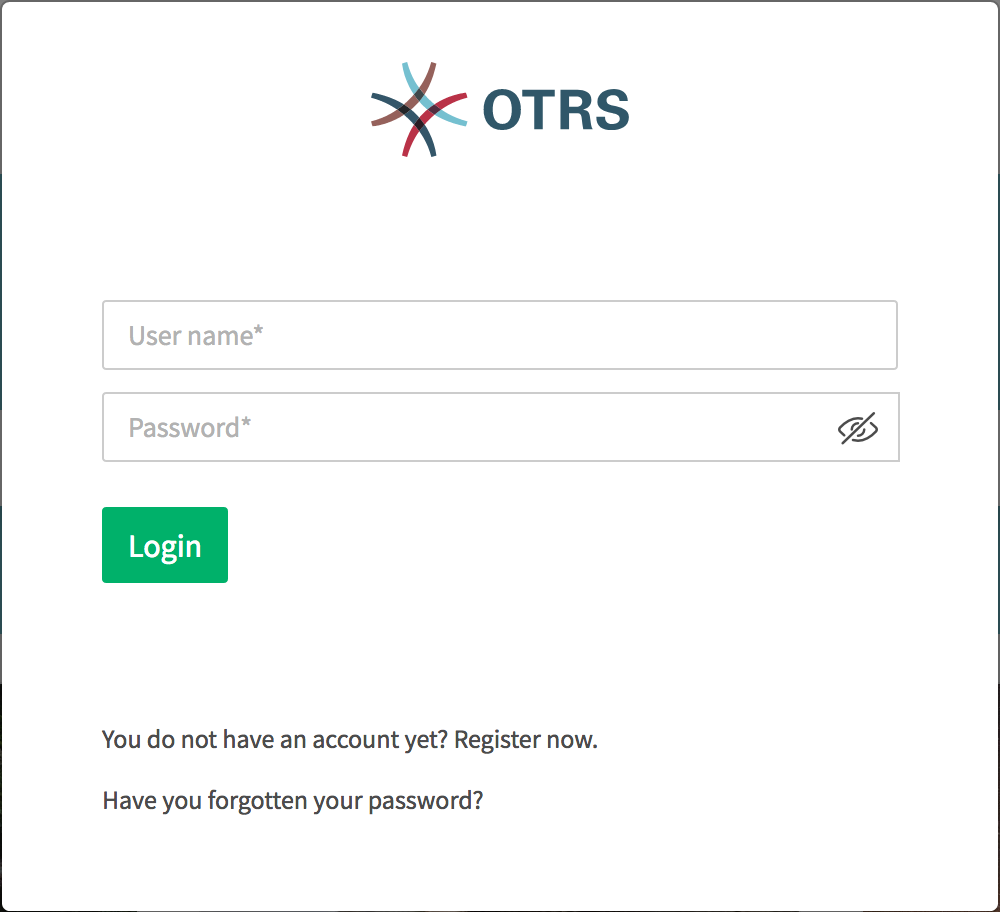 OTRS
User name*
Password*
Login
You do not have an account yet? Register now.
Have you forgotten your password?